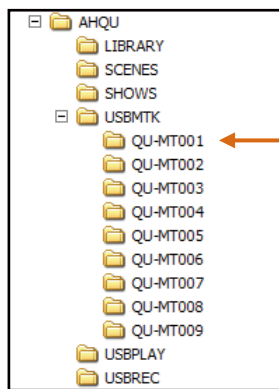 AHQU
LIBRARY
SCENES
SHOWS
USBMTK
QU-MT001
QU-MT002
QU-MT003
QU-MT004
QU-MT005
QU-MT006
QU-MT007
QU-MT008
QU-MT009
USBPLAY
USBREC